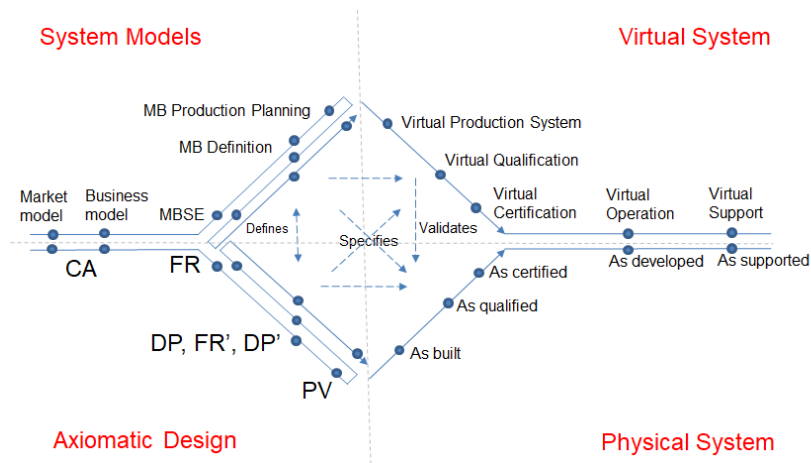 System Models
Virtual System
MB Production Planning
Virtual Production System
MB Definition
Virtual Qualification
Market
model
Business
model
MBSE
Virtual
Certification
Virtual
Operation
Virtual
Support
Defines
Specifies
Validates
CA
FR
As certified
As developed
As supported
As qualified
DP, FR’, DP’
As built
PV
Axiomatic Design
Physical System